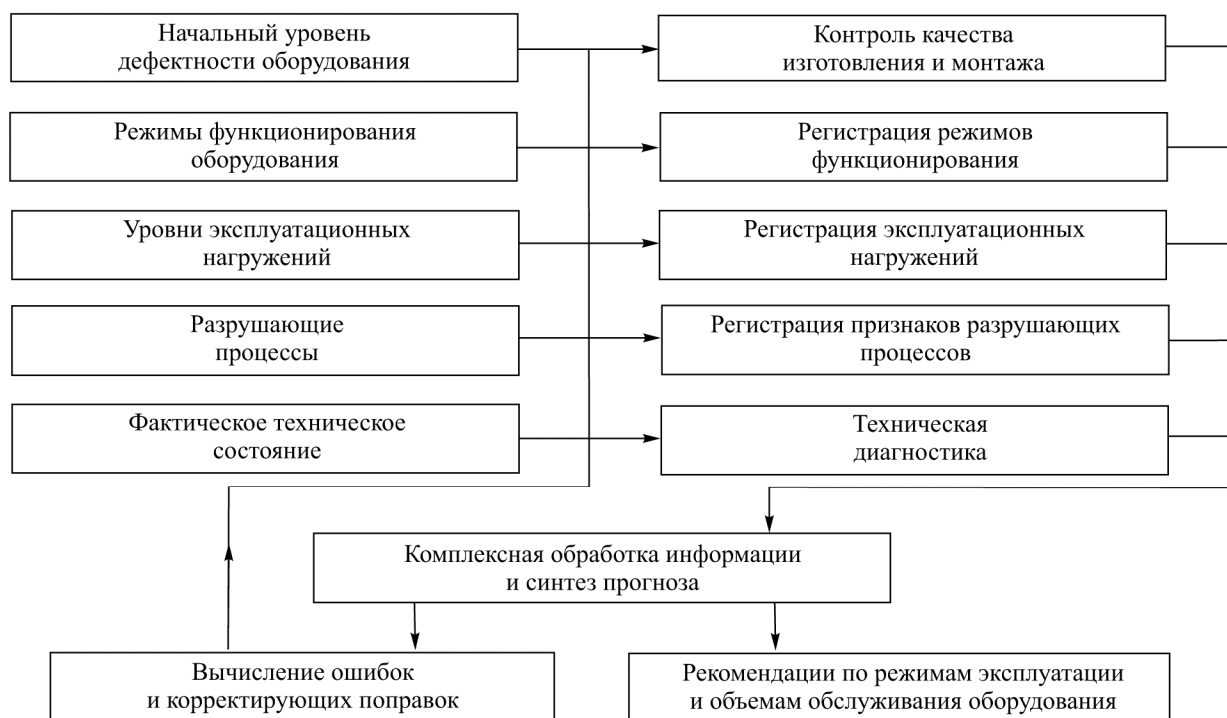 Начальный уровень
дефектности оборудования
Контроль качества
изготовления и монтажа
Режимы функционирования
оборудования
Регистрация режимов
функционирования
Уровни эксплуатационных
нагружений
Регистрация эксплуатационных
нагружений
Разрушающие
процессы
Регистрация признаков разрушающих
процессов
Фактическое техническое
состояние
Техническая
диагностика
Комплексная обработка информации
и синтез прогноза
Вычисление ошибок
и корректирующих поправок
Рекомендации по режимам эксплуатации
и объемам обслуживания оборудования